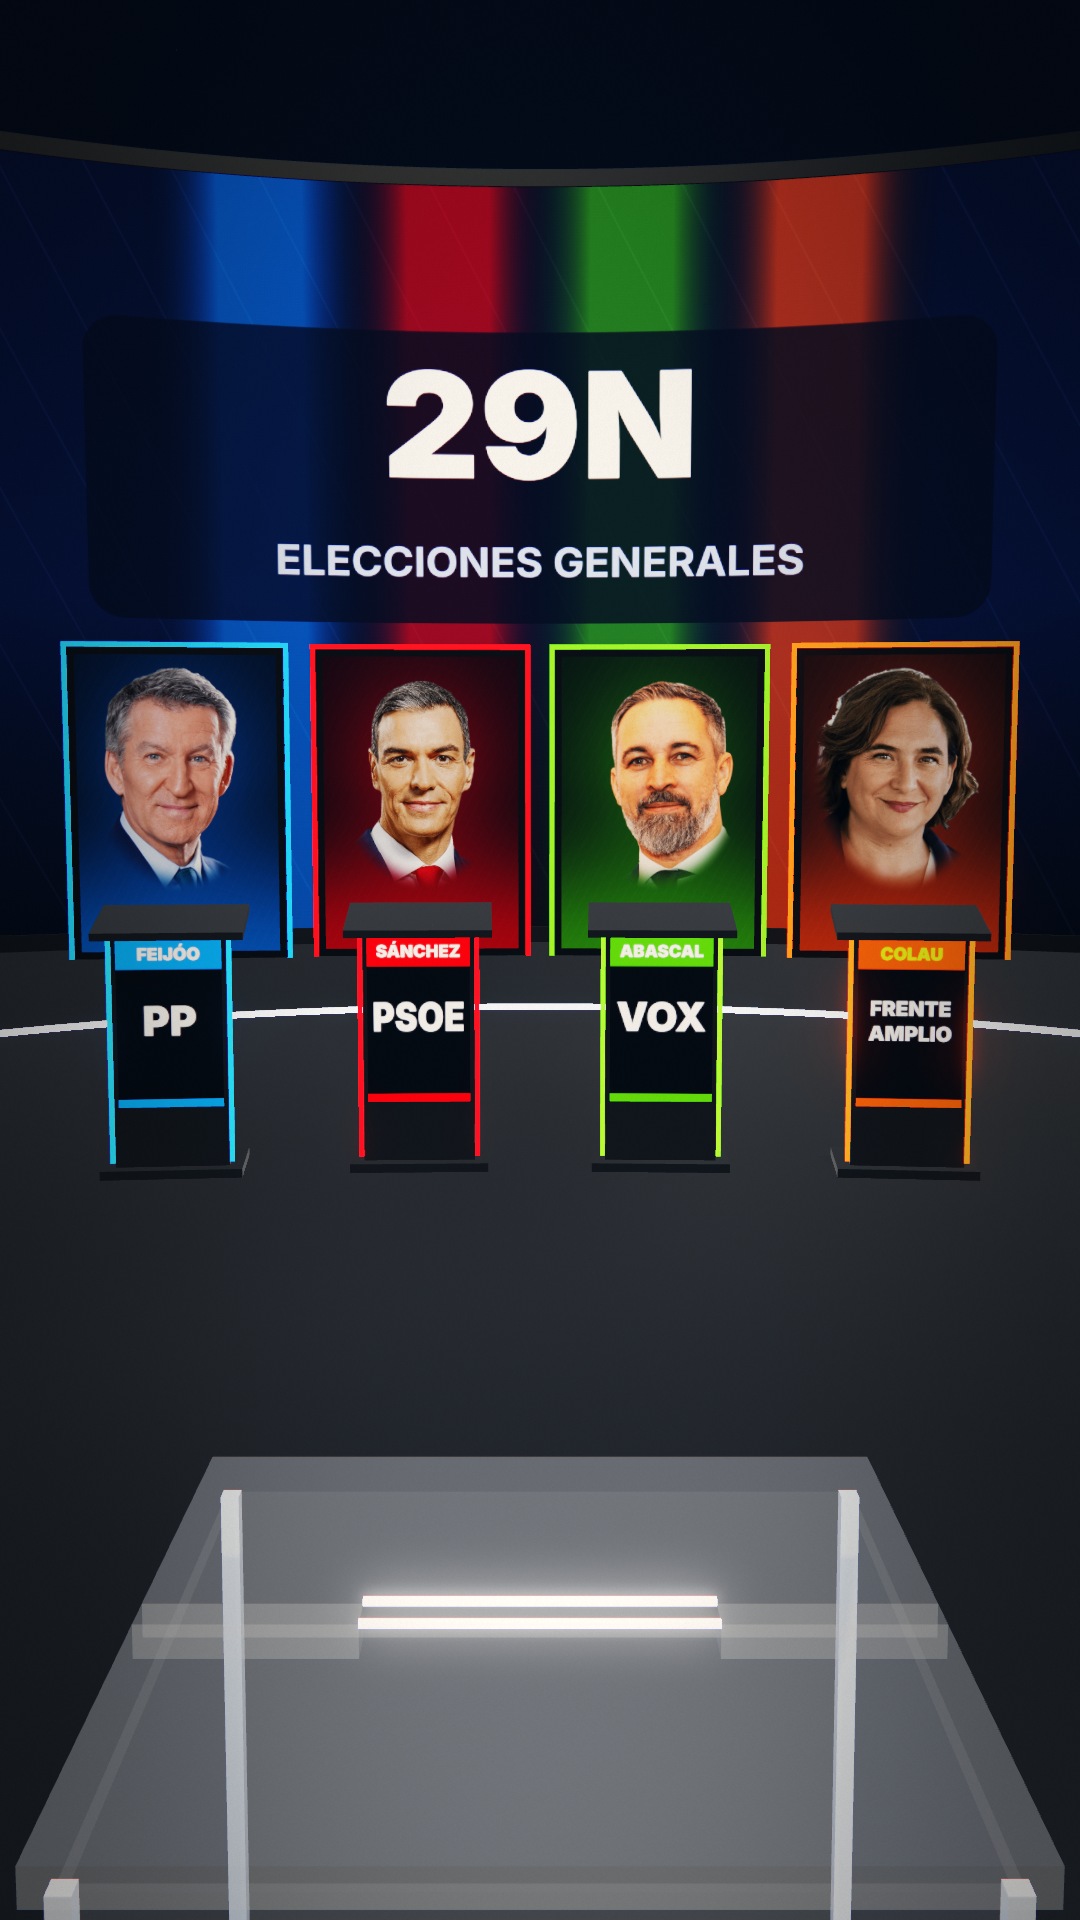 29N
ELECCIONES GENERALES
FEIJÓO
SÁNCHEZ
ABASCAL
COLAU
PP
PSOE
VOX
FRENTE
AMPLIO